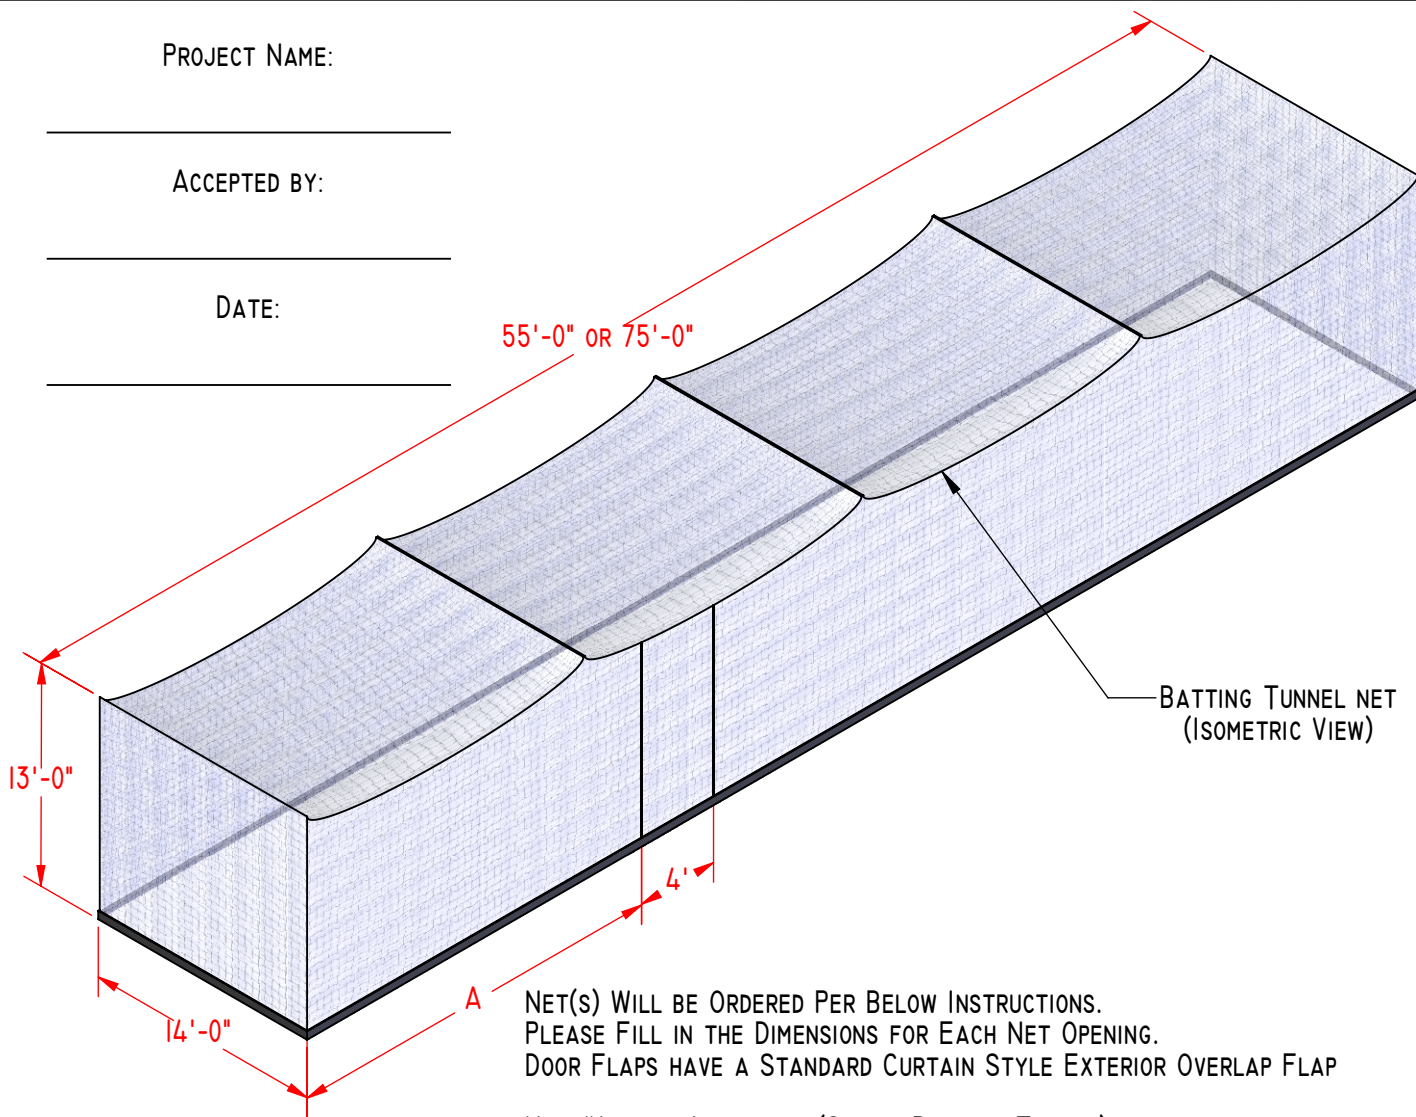 PROJECT NAME:
ACCEPTED BY:
DATE:
55'-0" OR 75'-0"
13'-0"
BATTING TUNNEL NET
(ISOMETRIC VIEW)
4'
A
14'-0"
NET(S) WILL BE ORDERED PER BELOW INSTRUCTIONS.
PLEASE FILL IN THE DIMENSIONS FOR EACH NET OPENING.
DOOR FLAPS HAVE A STANDARD CURTAIN STYLE EXTERIOR OVERLAP FLAP